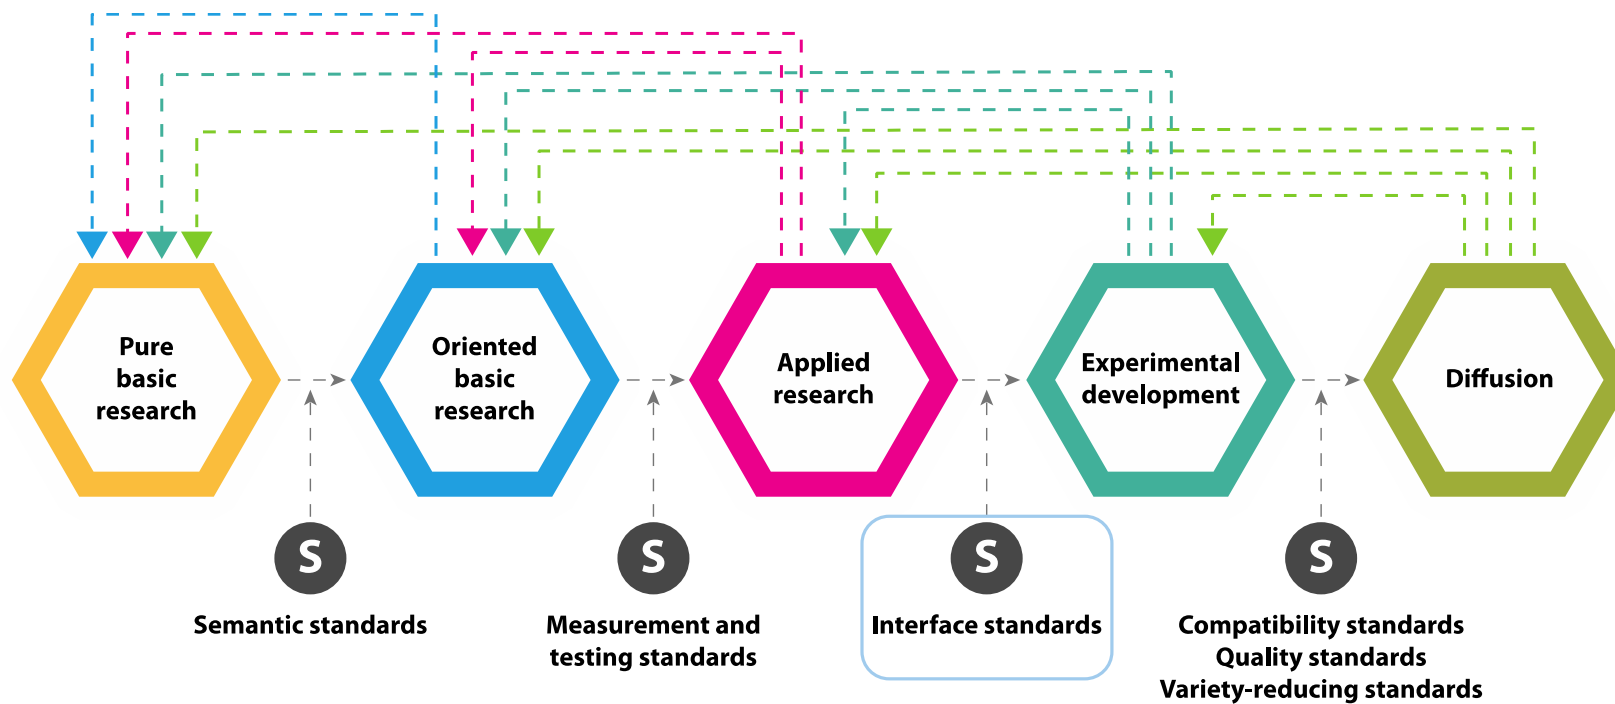 Pure
basic
research
Oriented
basic
research
Applied
research
Experimental
development
Diffusion
S
S
S
S
Semantic standards
Measurement and
testing standards
Interface standards
Compatibility standards
Quality standards
Variety-reducing standards